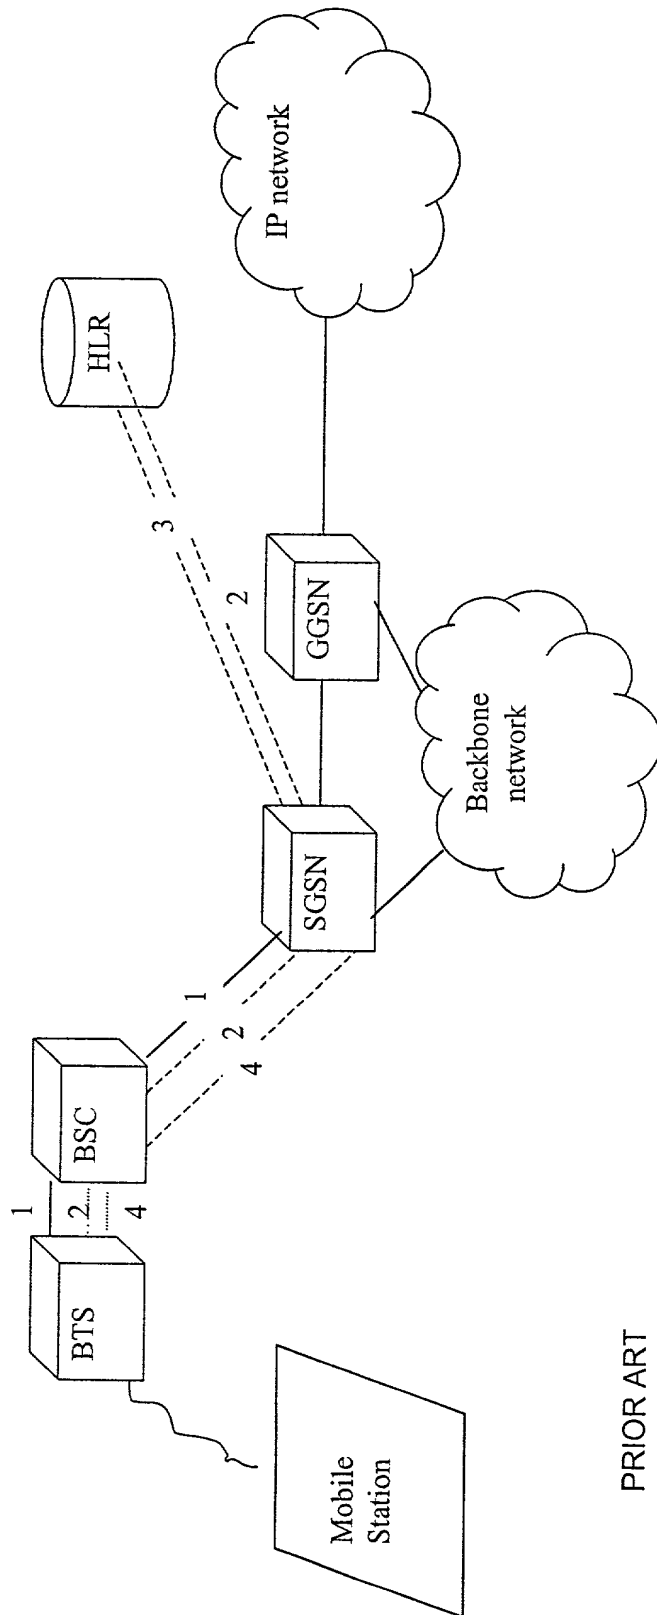 HLR
IP network
3
2
GGSN
SGSN
Backbone
network
1
2
4
BSC
1
2
4
BTS
Mobile
Station
PRIOR ART